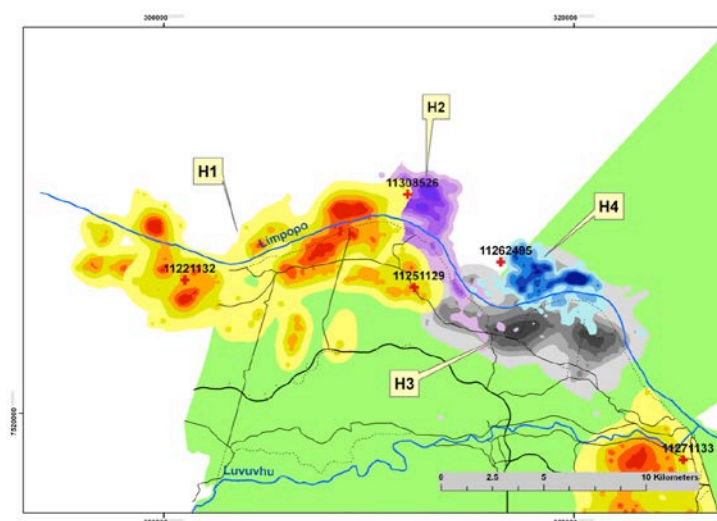 300000
320000
H2
11308526
H1
H4
Limpopo
11262495
11221132
11251129
H3
7520000
11271133
Luvuvhu
0 2.5 5 10 Kilometers